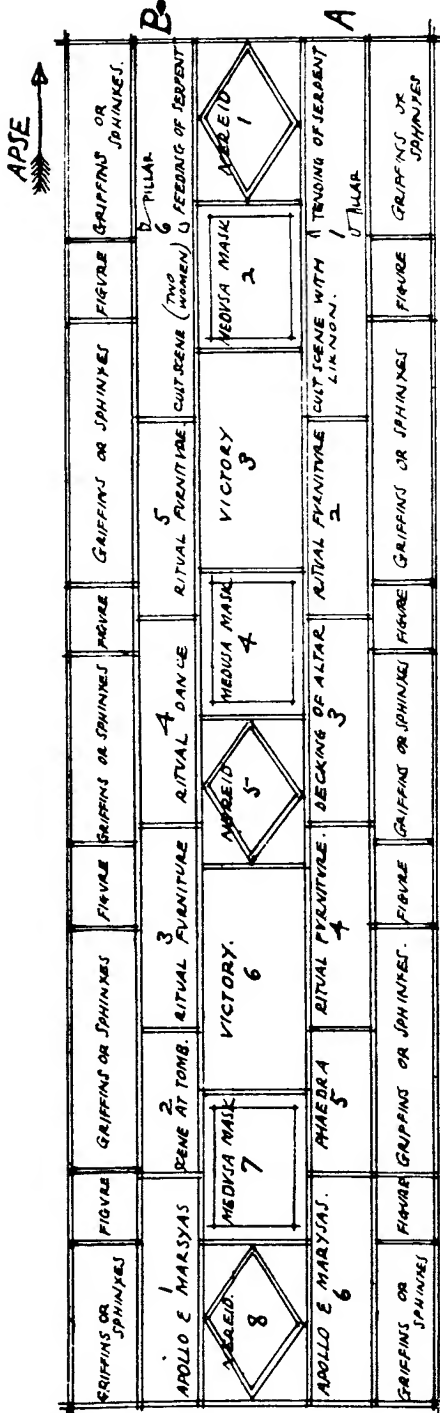 APSE
GRIFFINS OR
SPHINXES
FIGURE
GRIFFINS OR SPHINXES
FIGURE
GRIFFINS OR SPHINXES
FIGURE
GRIFFINS OR SPHINXES
FIGURE
GRIFFINS OR
SPHINXES.
APOLLO E MARSYAS
1
SCENE AT TOMB.
2
RITUAL FURNITURE
3
RITUAL DANCE
4
RITUAL FURNITURE
5
CULT SCENE (TWO
WOMEN)
6
PILLAR
FEEDING OF SERPENT
B.
NEREID.
8
MEDUSA MASK
7
VICTORY.
6
NEREID
5
MEDUSA MASK
4
VICTORY
3
MEDUSA MASK
2
NEREID
1
APOLLO E MARYSAS.
6
PHAEDRA
5
RITUAL FURNITURE.
4
DECKING OF ALTAR
3
RITUAL FURNITURE
2
CULT SCENE WITH
LIKNON.
1
PILLAR
TENDING OF SERPENT
A
GRIFFINS OR
SPHINXES
FIGURE
GRIFFINS OR SPHINXES.
FIGURE
GRIFFINS OR SPHINXES
FIGURE
GRIFFINS OR SPHINXES
FIGURE
GRIFFINS OR
SPHINXES